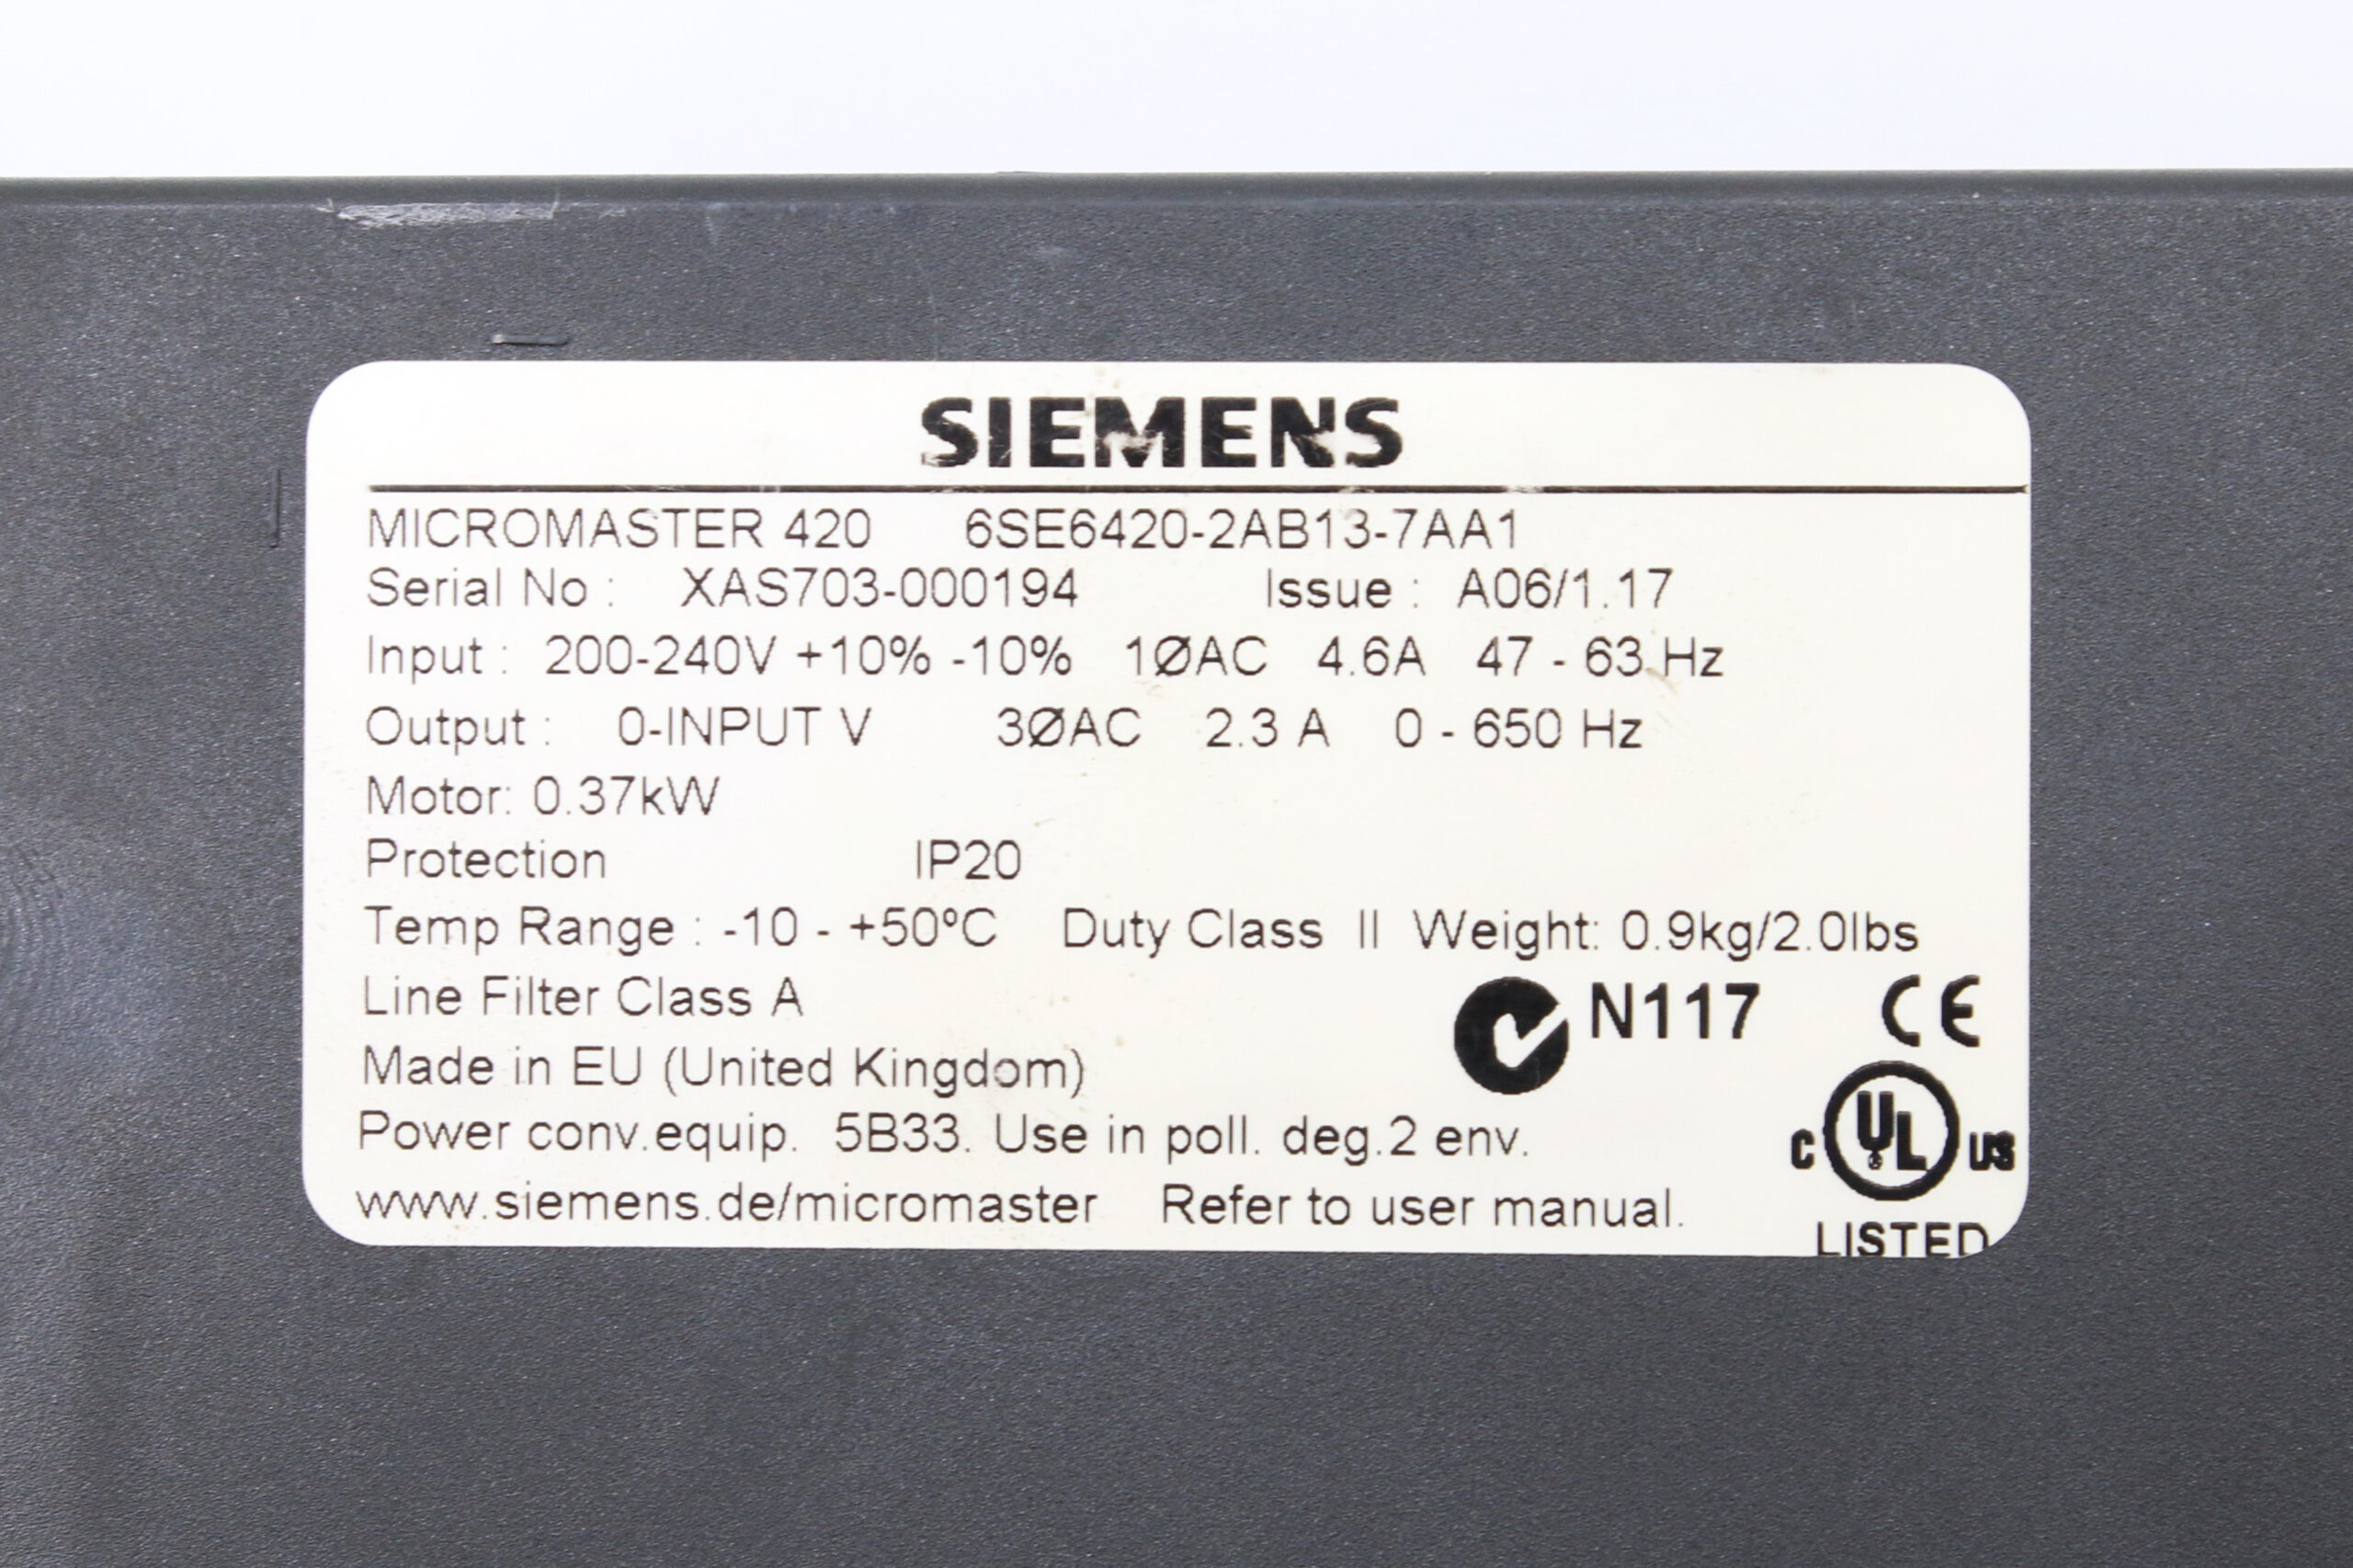 SIEMENS
MICROMASTER 420 6SE6420-2AB13-7AA1
Serial No : XAS703-000194 Issue : A06/1.17
Input : 200-240V +10% -10% 1ØAC 4.6A 47 - 63 Hz
Output : 0-INPUT V 3ØAC 2.3 A 0 - 650 Hz
Motor: 0.37kW
Protection IP20
Temp Range : -10 - +50ºC Duty Class II Weight: 0.9kg/2.0lbs
Line Filter Class A
N117 CE
Made in EU (United Kingdom)
Power conv.equip. 5B33. Use in poll. deg.2 env.
C UL US
www.siemens.de/micromaster Refer to user manual.
LISTED